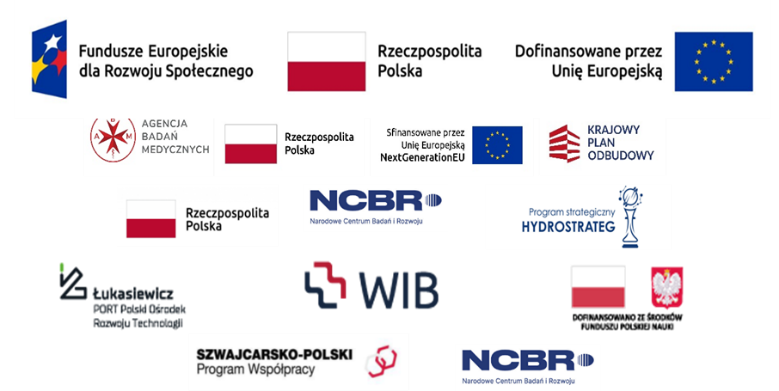 Fundusze Europejskie
dla Rozwoju Społecznego
Rzeczpospolita
Polska
Dofinansowane przez
Unię Europejską
AGENCJA
BADAŃ
MEDYCZNYCH
A B M
Rzeczpospolita
Polska
Sfinansowane przez
Unię Europejską
NextGenerationEU
KRAJOWY
PLAN
ODBUDOWY
Rzeczpospolita
Polska
NCBR
Narodowe Centrum Badań i Rozwoju
Program strategiczny
HYDROSTRATEG
Łukasiewicz
PORT Polski Ośrodek
Rozwoju Technologii
WIB
DOFINANSOWANO ZE ŚRODKÓW
FUNDUSZU POLSKIEJ NAUKI
SZWAJCARSKO-POLSKI
Program Współpracy
NCBR
Narodowe Centrum Badań i Rozwoju